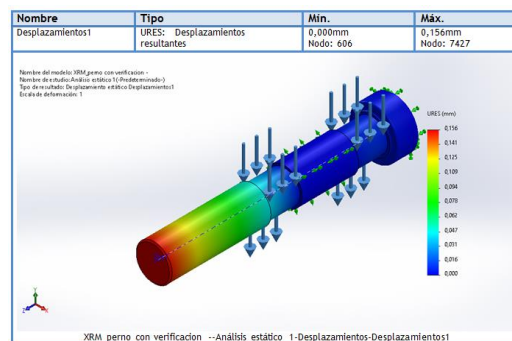 Nombre Tipo Mín. Máx.
Desplazamientos1 URES: Desplazamientos resultantes 0,000mm 0,156mm
Nodo: 606 Nodo: 7427
Nombre del modelo: XRM_perno con verificacion -
Nombre de estudio: Análisis estático 1(-Predeterminado-)
Tipo de resultado: Desplazamiento estático Desplazamientos1
Escala de deformación: 1
URES (mm)
0,156
0,141
0,125
0,109
0,094
0,078
0,062
0,047
0,031
0,016
0,000
Y
Z
X
XRM_perno con verificacion --Análisis estático 1-Desplazamientos-Desplazamientos1